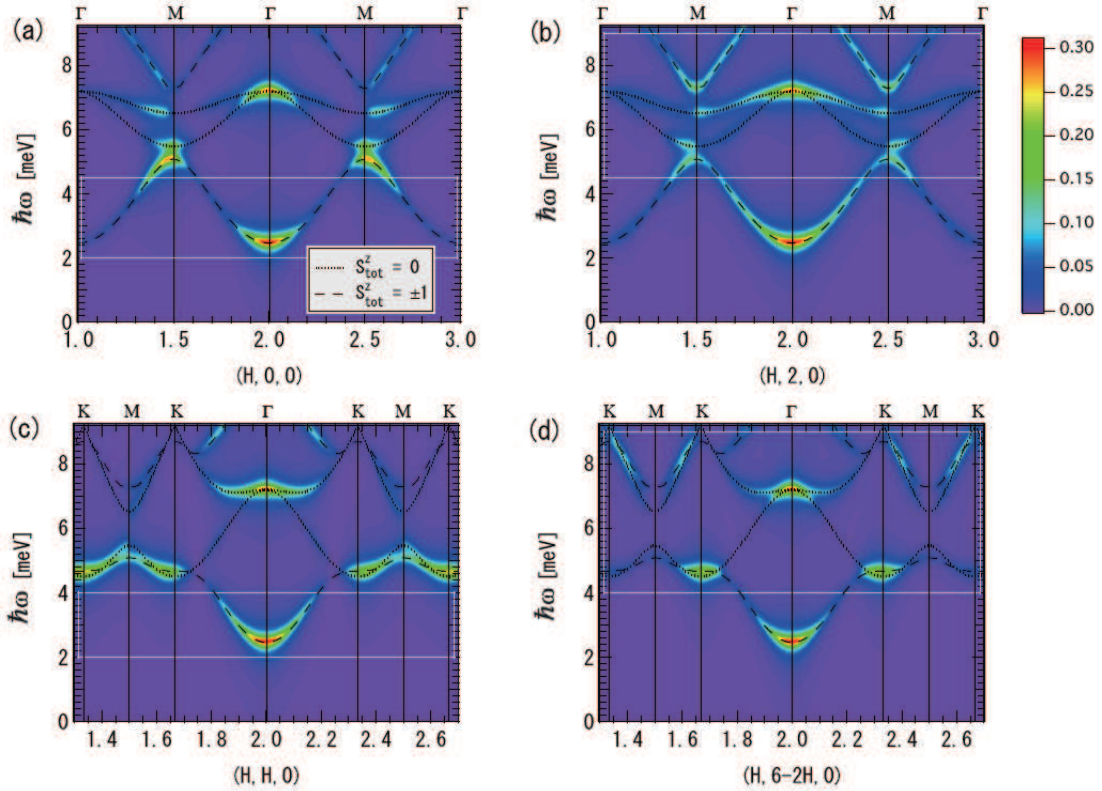 Γ M Γ M Γ
(a)
8
6
4
2
0
ħω [meV]
S^z_tot = 0
S^z_tot = ±1
1.0 1.5 2.0 2.5 3.0
(H, 0, 0)
Γ M Γ M Γ
(b)
8
6
4
2
0
ħω [meV]
1.0 1.5 2.0 2.5 3.0
(H, 2, 0)
0.30
0.25
0.20
0.15
0.10
0.05
0.00
K M K Γ K M K
(c)
8
6
4
2
0
ħω [meV]
1.4 1.6 1.8 2.0 2.2 2.4 2.6
(H, H, 0)
K M K Γ K M K
(d)
8
6
4
2
0
ħω [meV]
1.4 1.6 1.8 2.0 2.2 2.4 2.6
(H, 6-2H, 0)